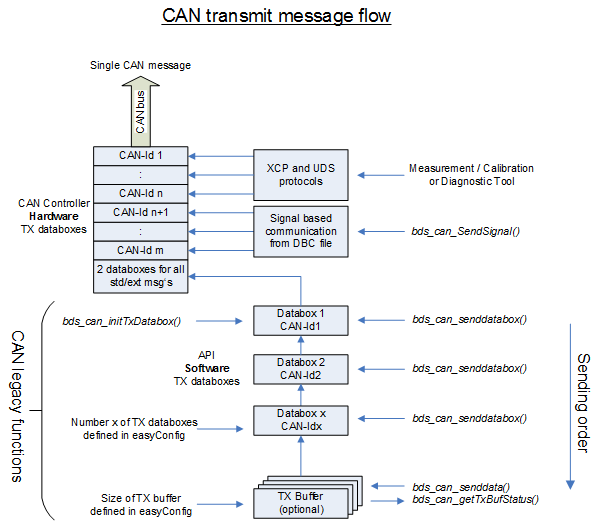 CAN transmit message flow
Single CAN message
CAN bus
CAN Controller
Hardware
TX databoxes
CAN-Id 1
:
CAN-Id n
CAN-Id n+1
:
CAN-Id m
2 databoxes for all
std/ext msg's
XCP and UDS
protocols
Measurement / Calibration
or Diagnostic Tool
Signal based
communication
from DBC file
bds_can_SendSignal()
CAN legacy functions
bds_can_initTxDatabox()
Databox 1
CAN-Id1
bds_can_senddatabox()
API
Software
TX databoxes
Databox 2
CAN-Id2
bds_can_senddatabox()
Number x of TX databoxes
defined in easyConfig
Databox x
CAN-Idx
bds_can_senddatabox()
Size of TX buffer
defined in easyConfig
TX Buffer
(optional)
bds_can_senddata()
bds_can_getTxBufStatus()
Sending order